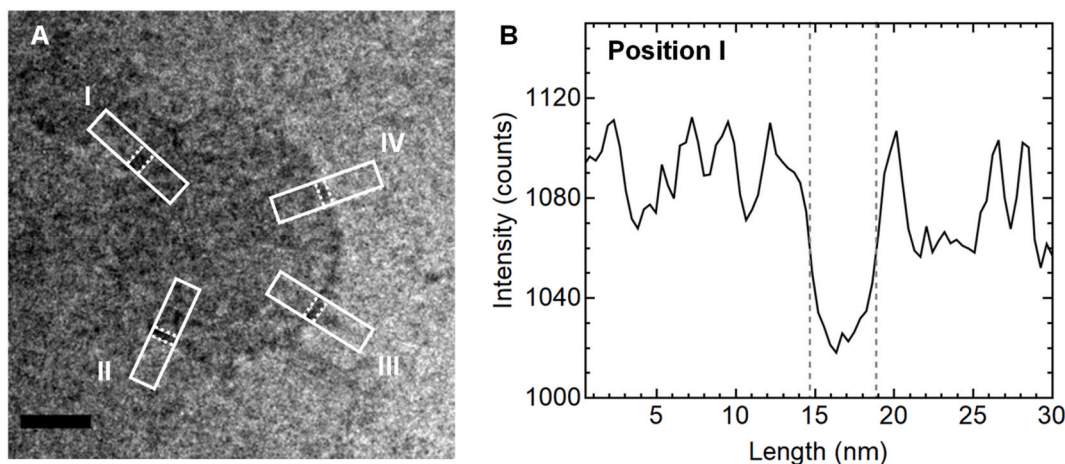 A
I
IV
II
III
B
Position I
Intensity (counts)
1120
1080
1040
1000
5 10 15 20 25 30
Length (nm)